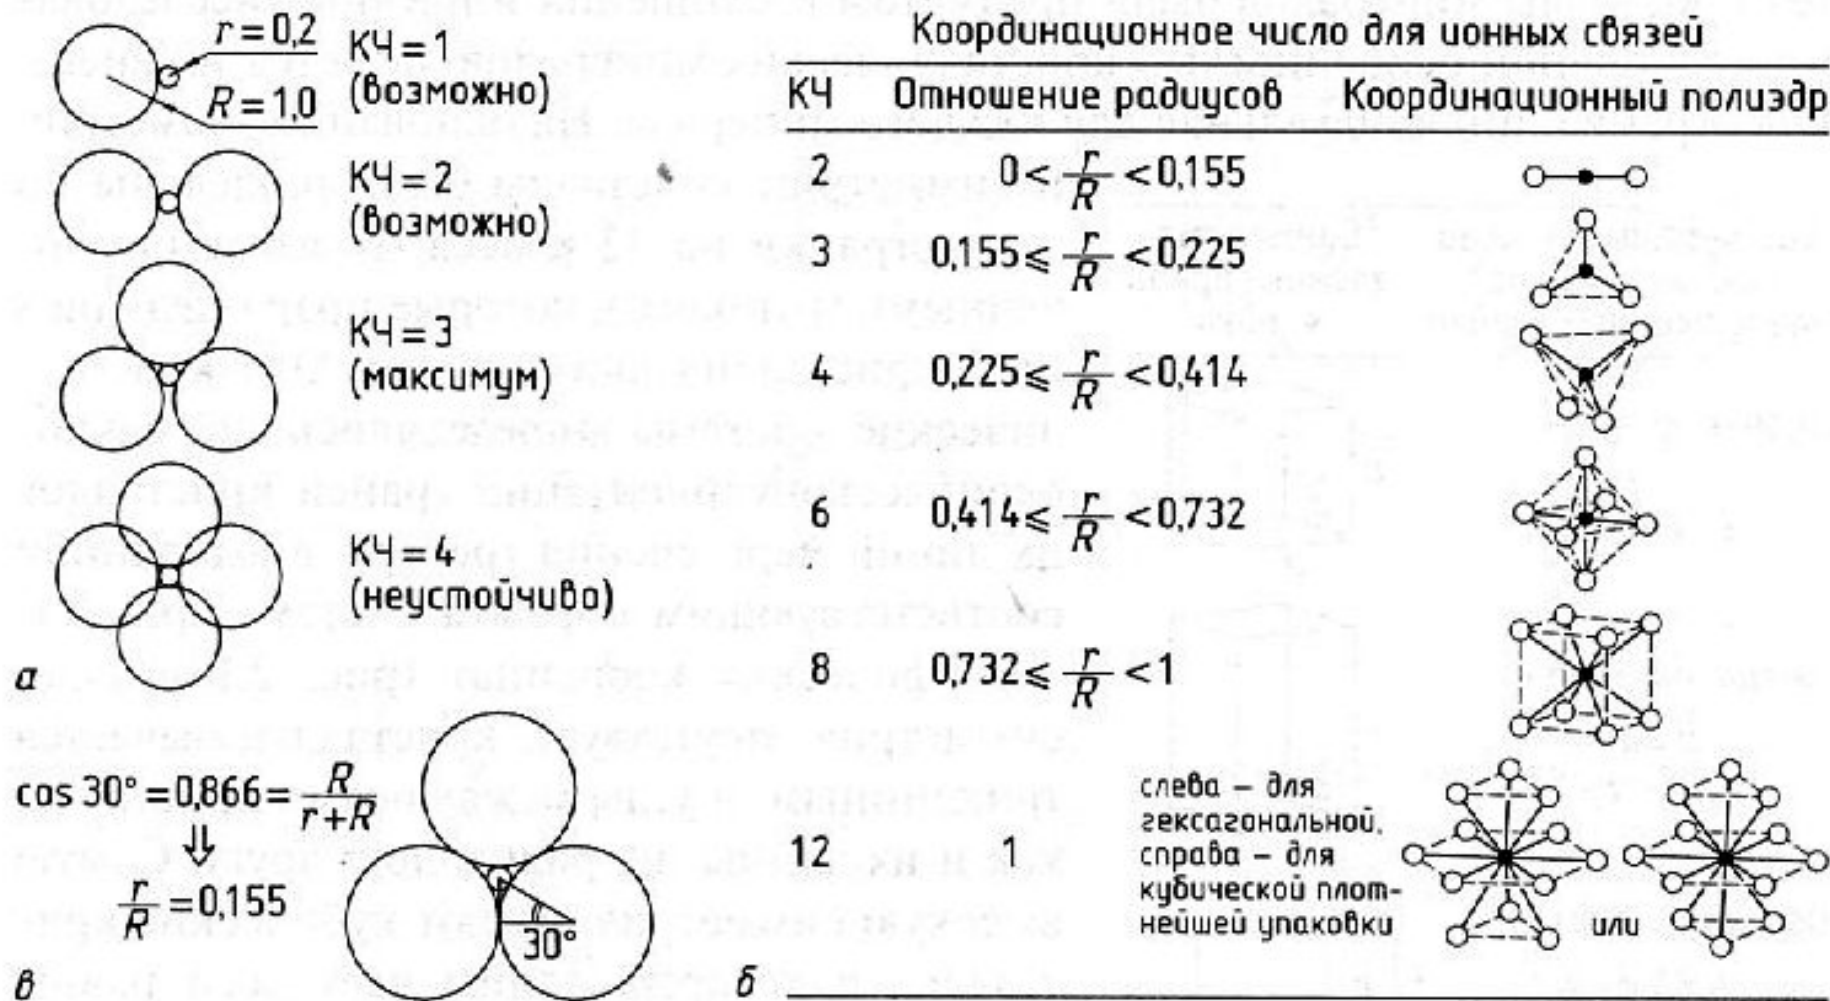 r=0,2
R=1,0
КЧ=1
(возможно)
КЧ=2
(возможно)
КЧ=3
(максимум)
КЧ=4
(неустойчиво)
а
cos 30°=0,866= R/r+R
⇓
r/R=0,155
30°
в
Координационное число для ионных связей
КЧ Отношение радиусов Координационный полиэдр
2 0< r/R <0,155
3 0,155⩽ r/R <0,225
4 0,225⩽ r/R <0,414
6 0,414⩽ r/R <0,732
8 0,732⩽ r/R <1
12 1
слева – для
гексагональной,
справа – для
кубической плот-
нейшей упаковки
или
б